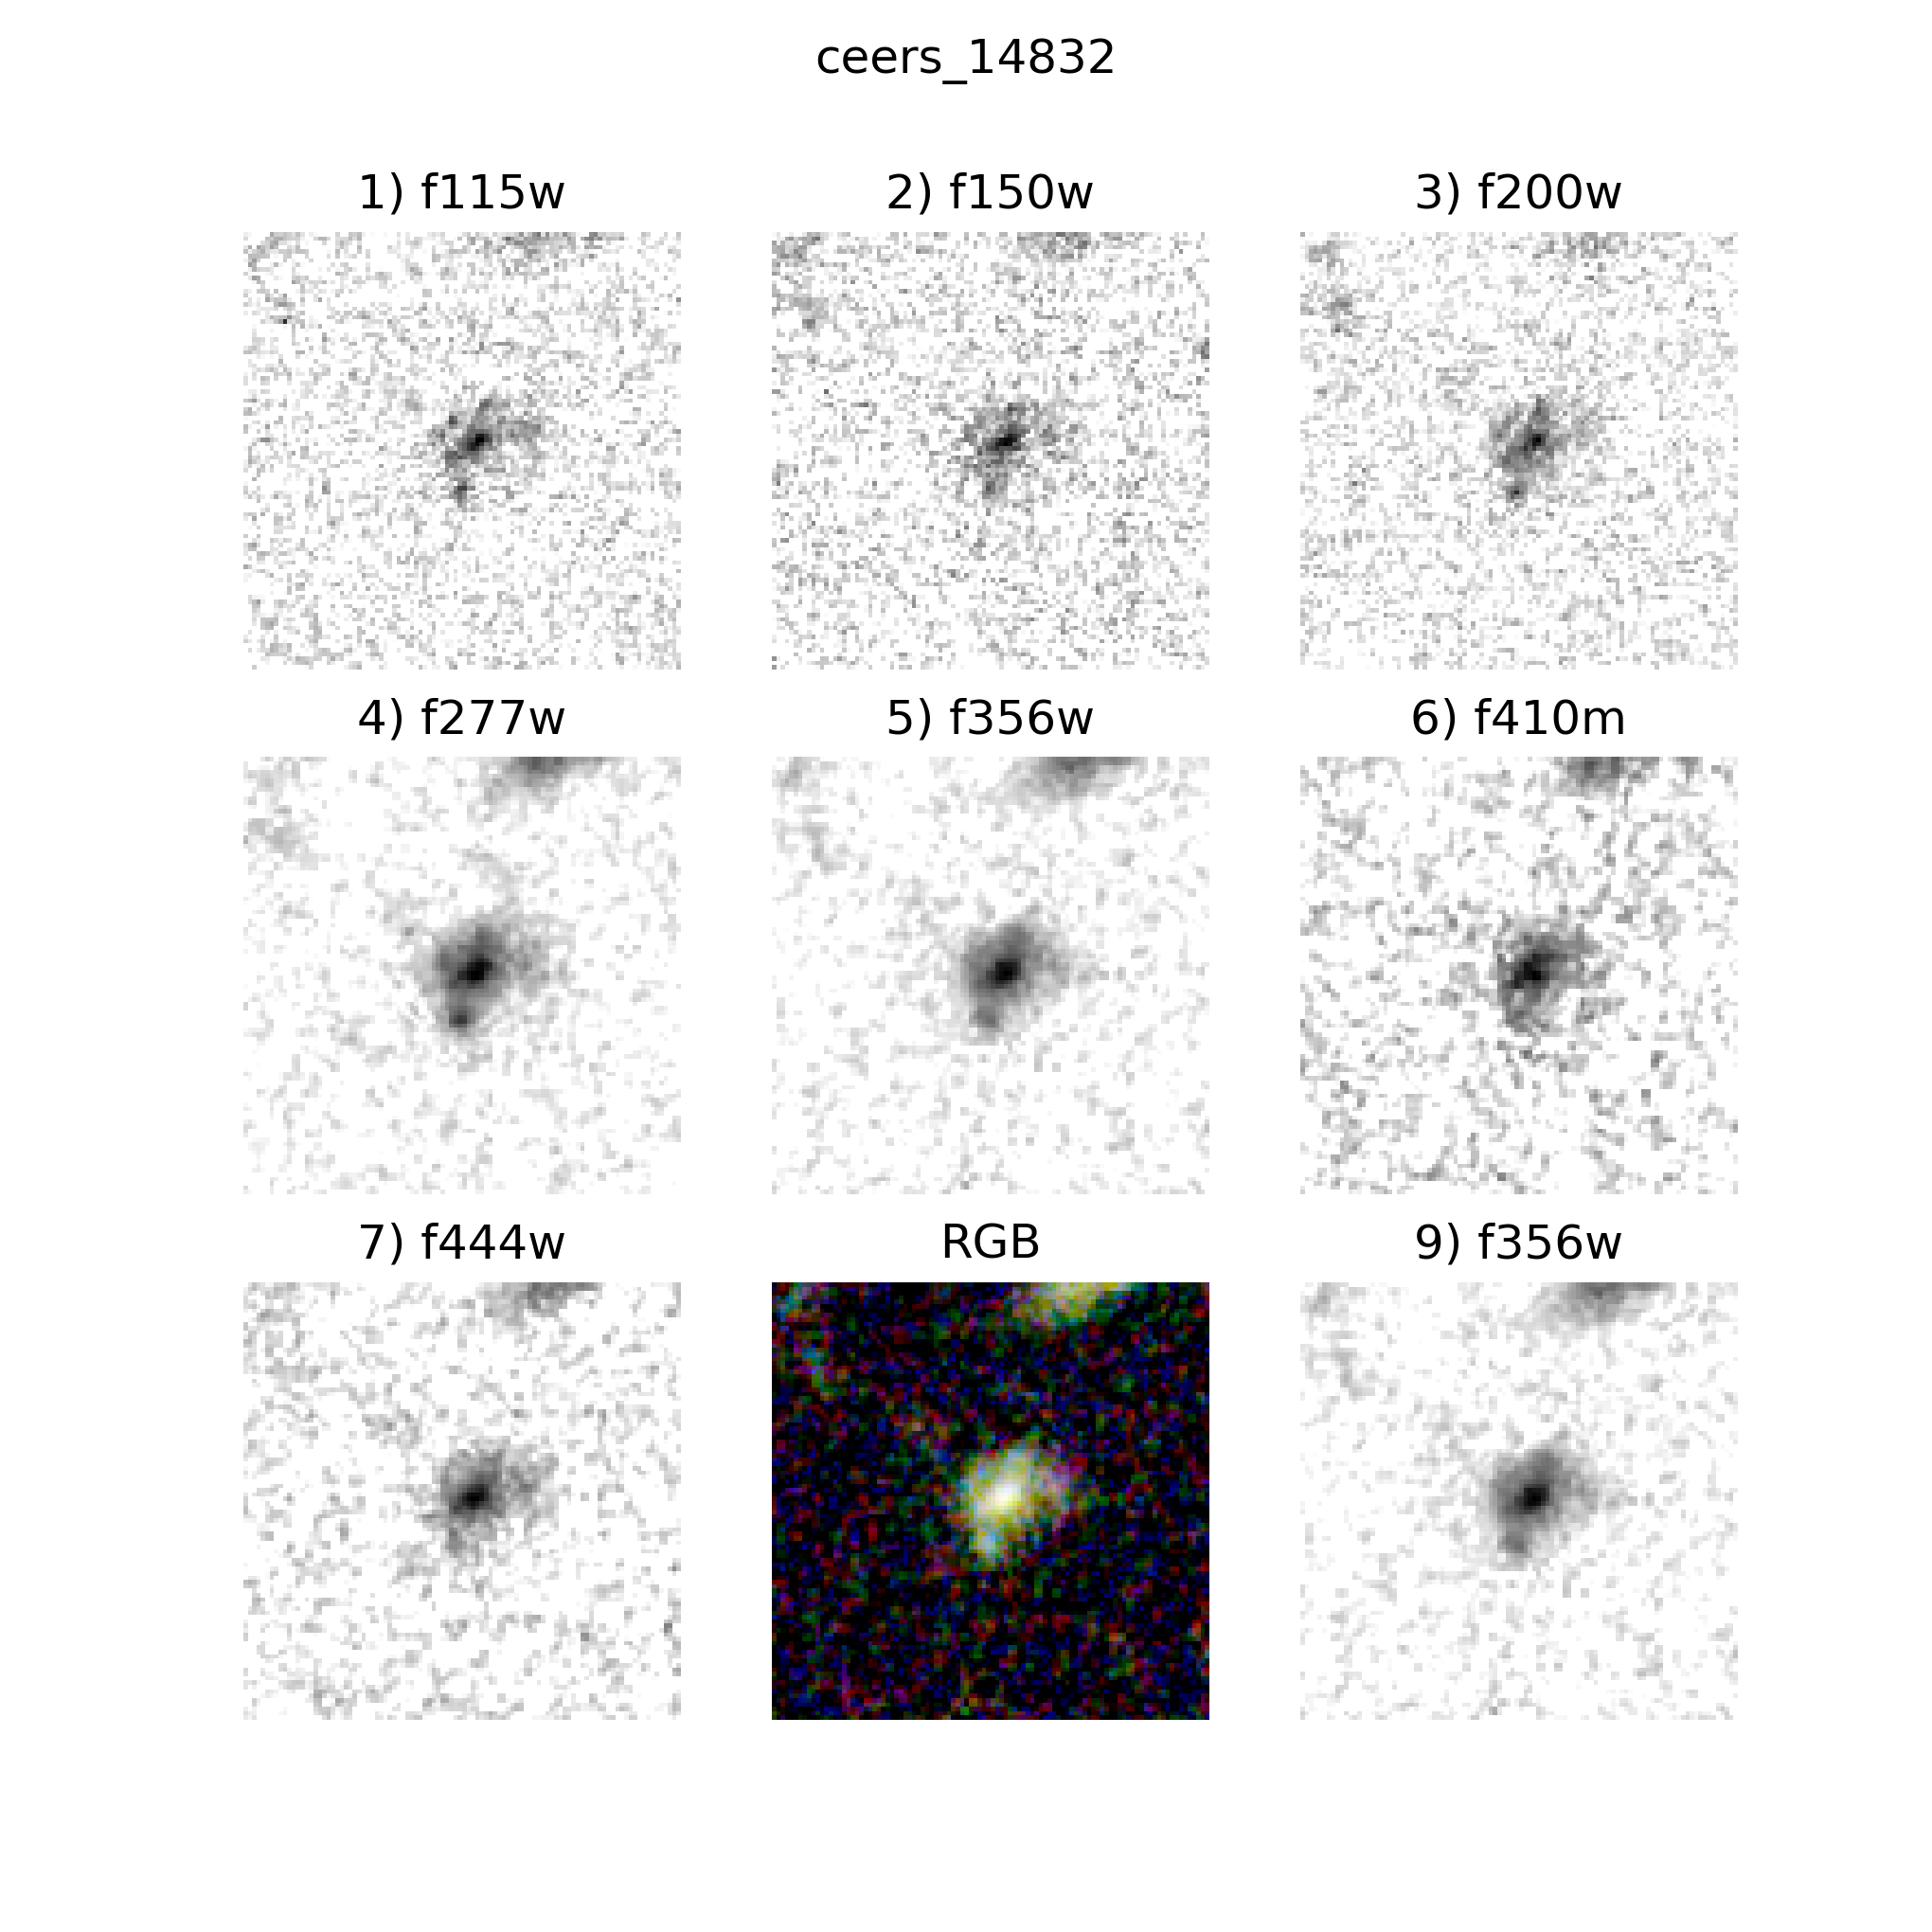 ceers_14832
1) f115w
2) f150w
3) f200w
4) f277w
5) f356w
6) f410m
7) f444w
RGB
9) f356w